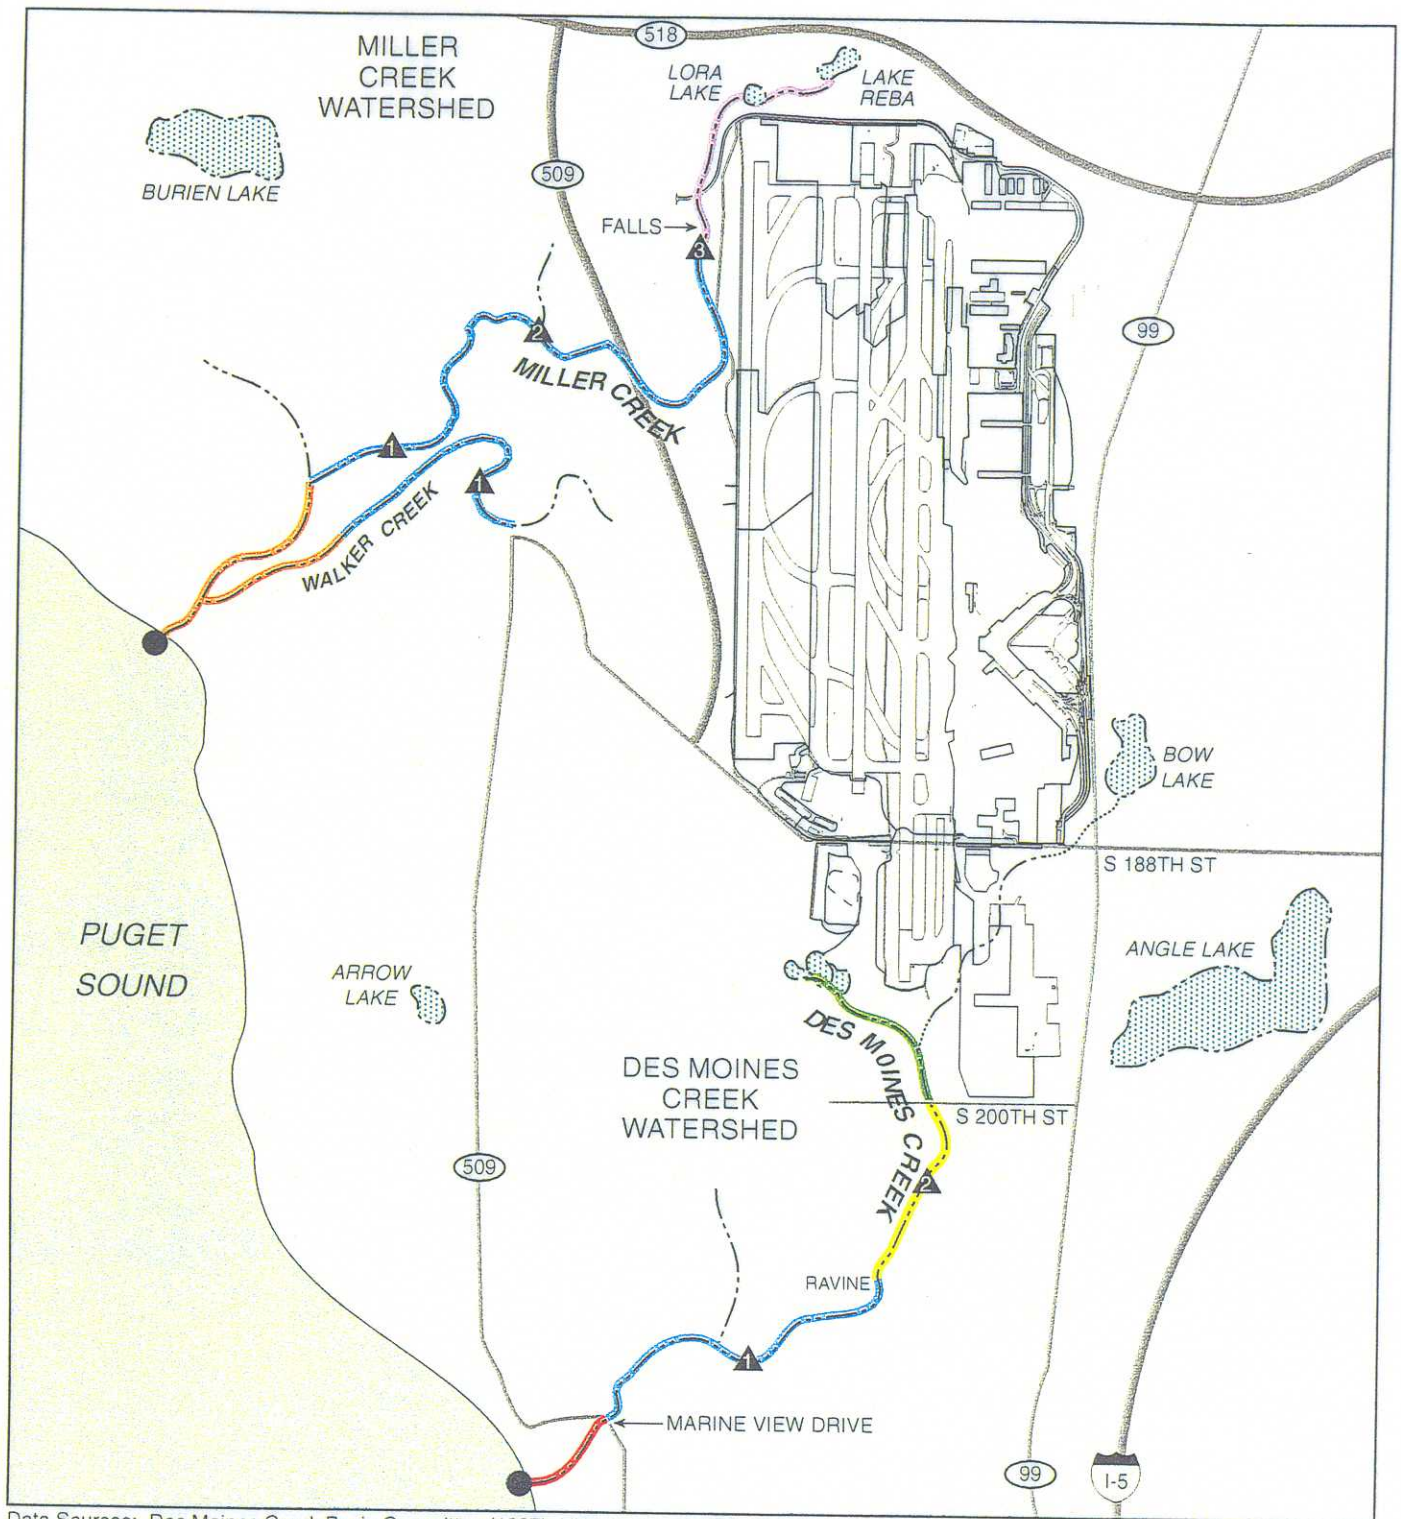 MILLER
CREEK
WATERSHED
518
LORA
LAKE
LAKE
REBA
BURIEN LAKE
509
FALLS
3
2
99
MILLER CREEK
1
1
WALKER CREEK
BOW
LAKE
S 188TH ST
PUGET
SOUND
ARROW
LAKE
ANGLE LAKE
DES MOINES CREEK
DES MOINES
CREEK
WATERSHED
S 200TH ST
509
2
RAVINE
1
MARINE VIEW DRIVE
99
I-5